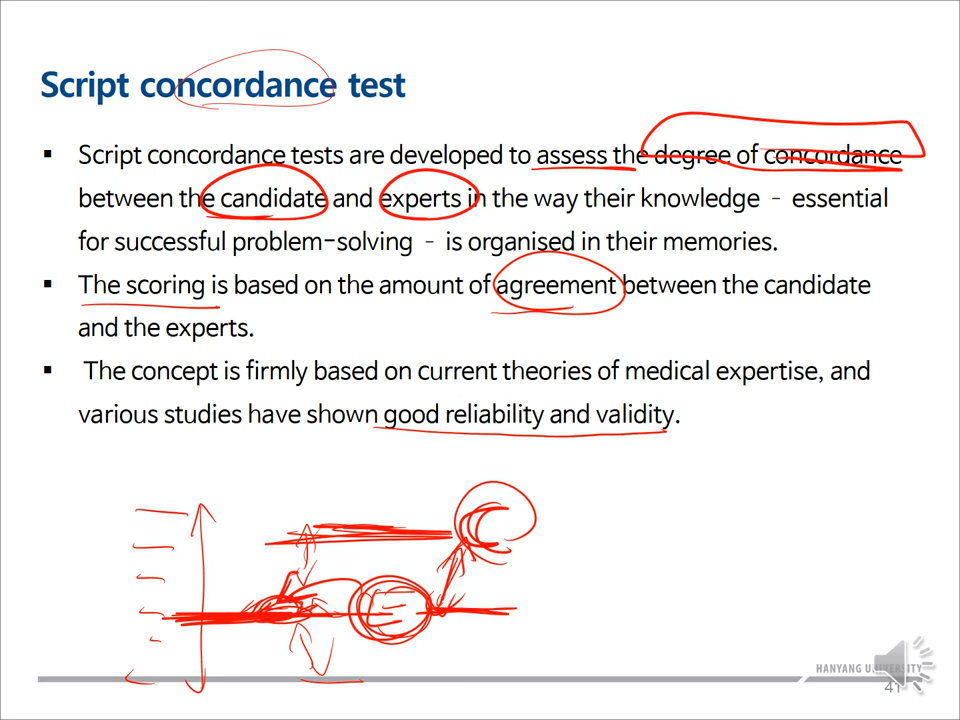 Script concordance test
▪ Script concordance tests are developed to assess the degree of concordance
between the candidate and experts in the way their knowledge - essential
for successful problem-solving - is organised in their memories.
▪ The scoring is based on the amount of agreement between the candidate
and the experts.
▪ The concept is firmly based on current theories of medical expertise, and
various studies have shown good reliability and validity.
HANYANG UNIVERSITY
41